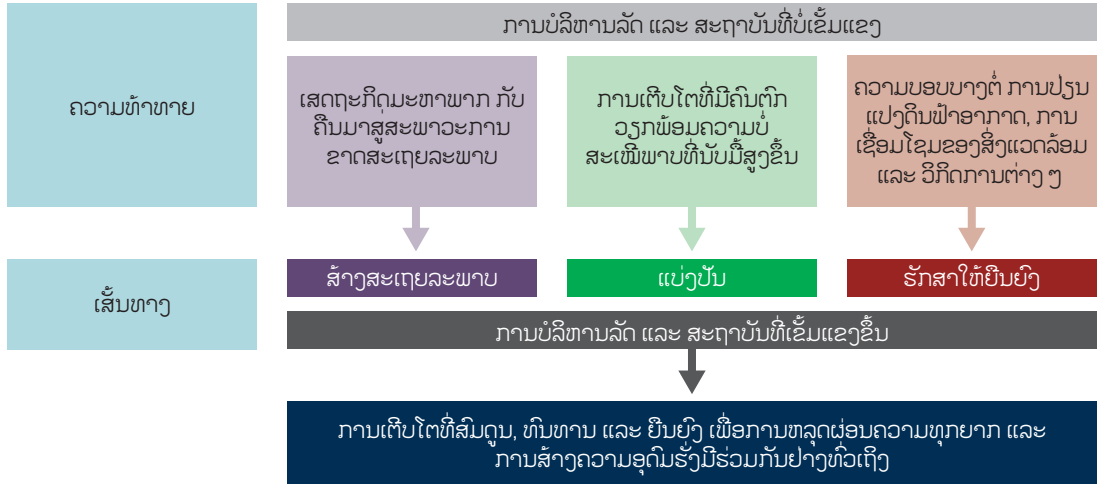 ການບໍລິຫານລັດ ແລະ ສະຖາບັນທີ່ບໍ່ເຂັ້ມແຂງ
ຄວາມທ້າທາຍ
ເສດຖະກິດມະຫາພາກ ກັບ
ຄືນມາສູ່ສະພາວະການ
ຂາດສະເຖຍລະພາບ
ການເຕີບໂຕທີ່ມີຄົນຕົກ
ວຽກພ້ອມຄວາມບໍ່
ສະເໝີພາບທີ່ນັບມື້ສູງຂຶ້ນ
ຄວາມບອບບາງຕໍ່ ການປ່ຽນ
ແປງດິນຟ້າອາກາດ, ການ
ເຊື່ອມໂຊມຂອງສິ່ງແວດລ້ອມ
ແລະ ວິກິດການຕ່າງ ໆ
ເສັ້ນທາງ
ສ້າງສະເຖຍລະພາບ
ແບ່ງປັນ
ຮັກສາໃຫ້ຍືນຍົງ
ການບໍລິຫານລັດ ແລະ ສະຖາບັນທີ່ເຂັ້ມແຂງຂຶ້ນ
ການເຕີບໂຕທີ່ສົມດູນ, ທົນທານ ແລະ ຍືນຍົງ ເພື່ອການຫລຸດຜ່ອນຄວາມທຸກຍາກ ແລະ
ການສ້າງຄວາມອຸດົມຮັ່ງມີຮ່ວມກັນຢ່າງທົ່ວເຖິງ